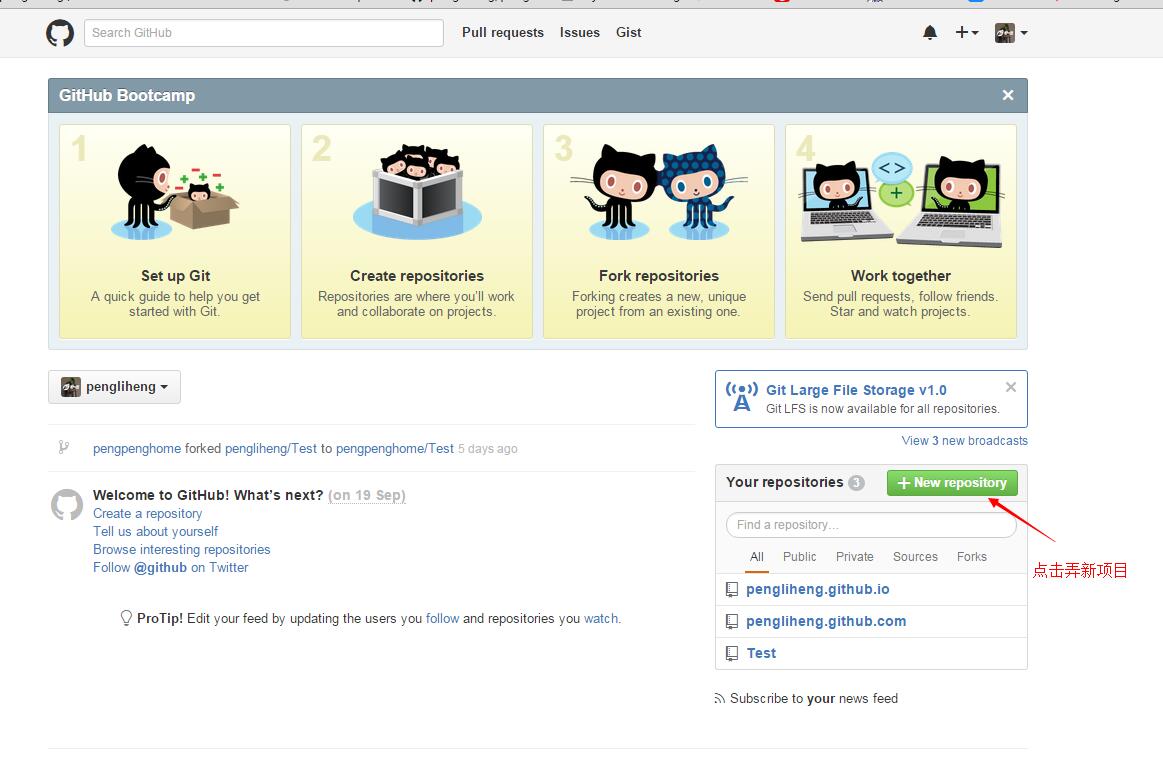 Search GitHub
Pull requests Issues Gist
GitHub Bootcamp
1
Set up Git
A quick guide to help you get
started with Git.
2
Create repositories
Repositories are where you’ll work
and collaborate on projects.
3
Fork repositories
Forking creates a new, unique
project from an existing one.
4
Work together
Send pull requests, follow friends.
Star and watch projects.
pengliheng
pengpenghome forked pengliheng/Test to pengpenghome/Test 5 days ago
Welcome to GitHub! What’s next? (on 19 Sep)
Create a repository
Tell us about yourself
Browse interesting repositories
Follow @github on Twitter
ProTip! Edit your feed by updating the users you follow and repositories you watch.
Git Large File Storage v1.0
Git LFS is now available for all repositories.
View 3 new broadcasts
Your repositories 3
New repository
Find a repository…
All Public Private Sources Forks
点击弄新项目
pengliheng.github.io
pengliheng.github.com
Test
Subscribe to your news feed